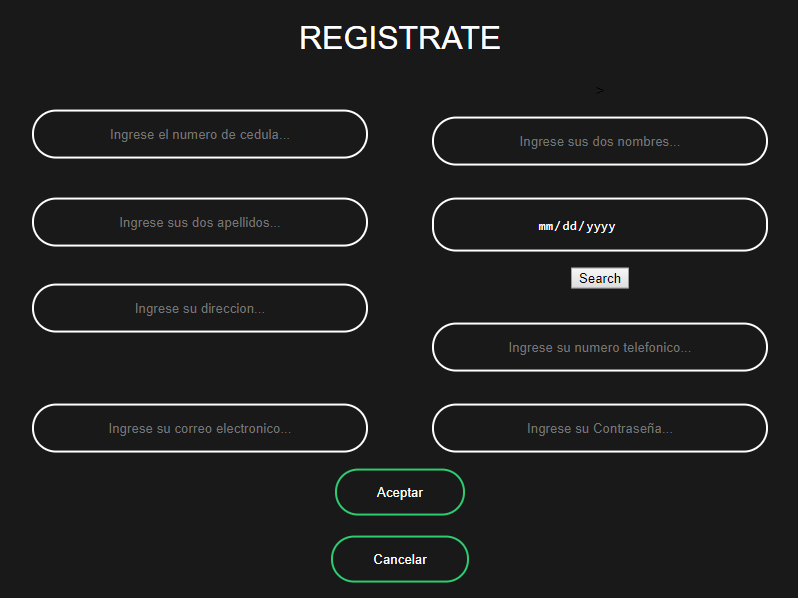 REGISTRATE
>
Ingrese el numero de cedula...
Ingrese sus dos nombres...
Ingrese sus dos apellidos...
mm/dd/yyyy
Search
Ingrese su direccion...
Ingrese su numero telefonico...
Ingrese su correo electronico...
Ingrese su Contraseña...
Aceptar
Cancelar